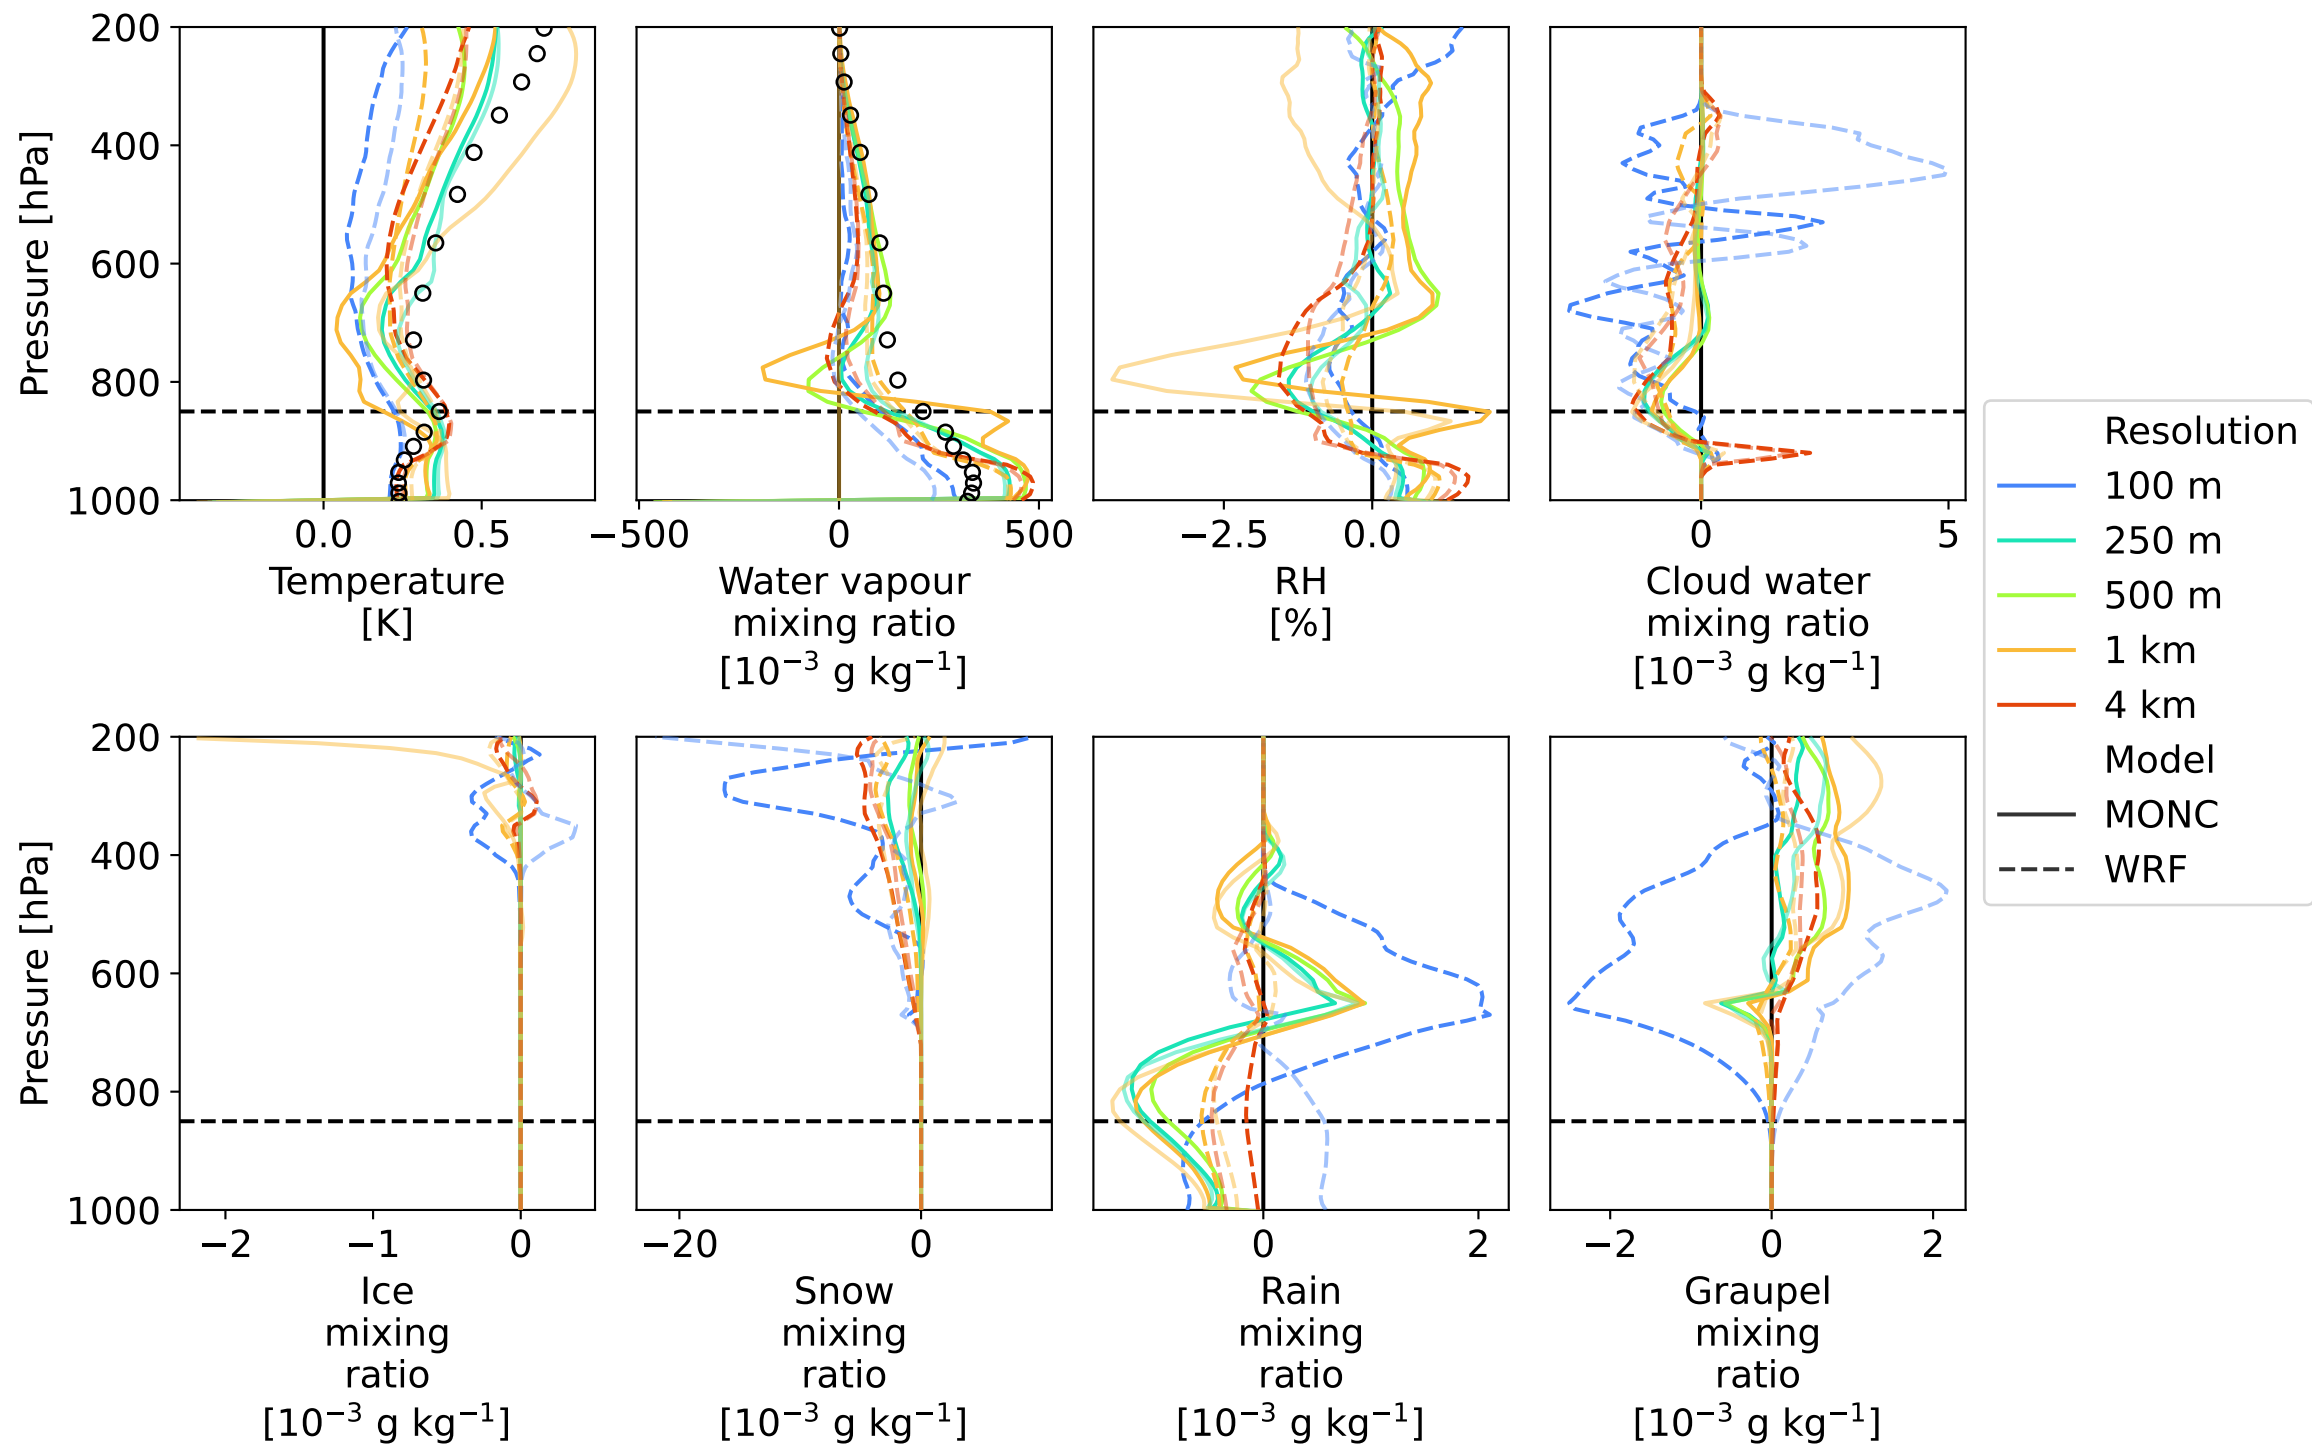 200
400
600
800
1000
Pressure [hPa]
0.0 0.5
Temperature
[K]
−500 0 500
Water vapour
mixing ratio
[10⁻³ g kg⁻¹]
−2.5 0.0
RH
[%]
0 5
Cloud water
mixing ratio
[10⁻³ g kg⁻¹]
Resolution
100 m
250 m
500 m
1 km
4 km
Model
MONC
WRF
200
400
600
800
1000
Pressure [hPa]
−2 −1 0
Ice
mixing
ratio
[10⁻³ g kg⁻¹]
−20 0
Snow
mixing
ratio
[10⁻³ g kg⁻¹]
0 2
Rain
mixing
ratio
[10⁻³ g kg⁻¹]
−2 0 2
Graupel
mixing
ratio
[10⁻³ g kg⁻¹]